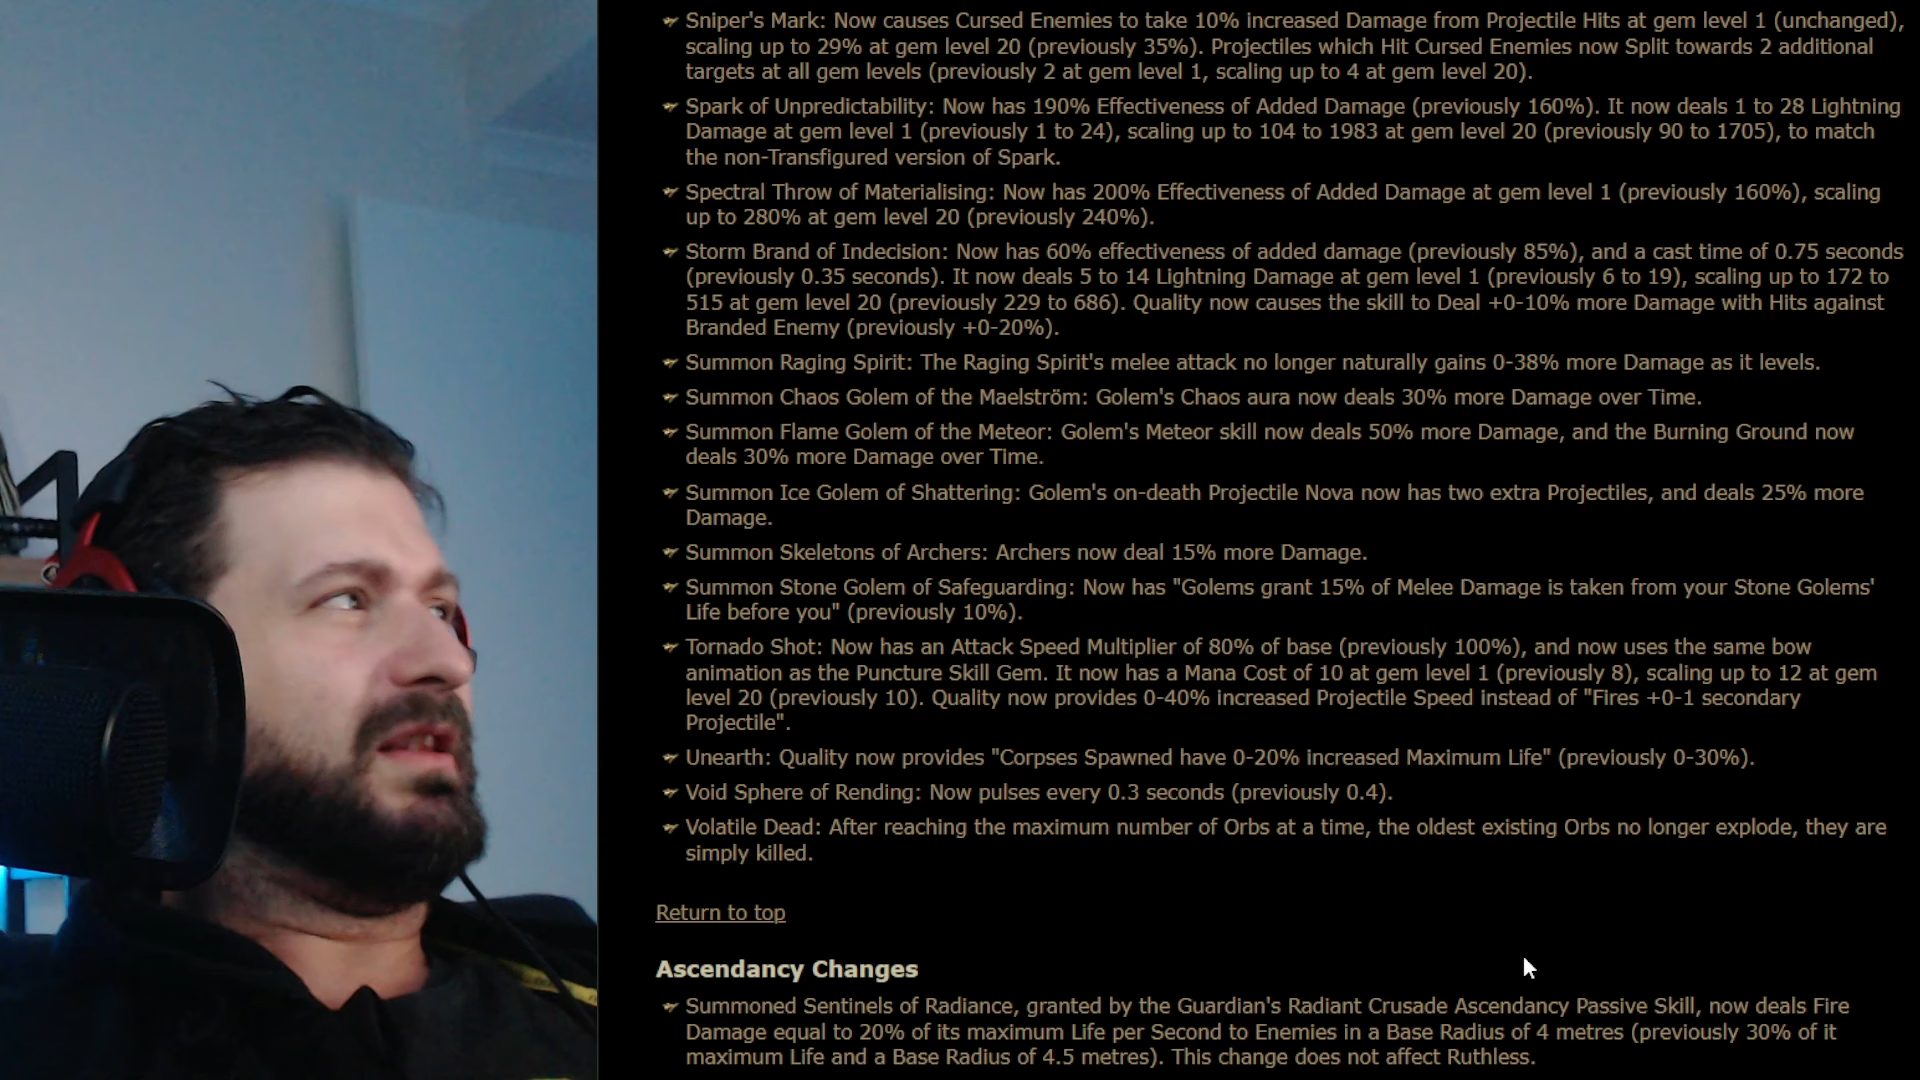 Sniper's Mark: Now causes Cursed Enemies to take 10% increased Damage from Projectile Hits at gem level 1 (unchanged),
scaling up to 29% at gem level 20 (previously 35%). Projectiles which Hit Cursed Enemies now Split towards 2 additional
targets at all gem levels (previously 2 at gem level 1, scaling up to 4 at gem level 20).
Spark of Unpredictability: Now has 190% Effectiveness of Added Damage (previously 160%). It now deals 1 to 28 Lightning
Damage at gem level 1 (previously 1 to 24), scaling up to 104 to 1983 at gem level 20 (previously 90 to 1705), to match
the non-Transfigured version of Spark.
Spectral Throw of Materialising: Now has 200% Effectiveness of Added Damage at gem level 1 (previously 160%), scaling
up to 280% at gem level 20 (previously 240%).
Storm Brand of Indecision: Now has 60% effectiveness of added damage (previously 85%), and a cast time of 0.75 seconds
(previously 0.35 seconds). It now deals 5 to 14 Lightning Damage at gem level 1 (previously 6 to 19), scaling up to 172 to
515 at gem level 20 (previously 229 to 686). Quality now causes the skill to Deal +0-10% more Damage with Hits against
Branded Enemy (previously +0-20%).
Summon Raging Spirit: The Raging Spirit's melee attack no longer naturally gains 0-38% more Damage as it levels.
Summon Chaos Golem of the Maelström: Golem's Chaos aura now deals 30% more Damage over Time.
Summon Flame Golem of the Meteor: Golem's Meteor skill now deals 50% more Damage, and the Burning Ground now
deals 30% more Damage over Time.
Summon Ice Golem of Shattering: Golem's on-death Projectile Nova now has two extra Projectiles, and deals 25% more
Damage.
Summon Skeletons of Archers: Archers now deal 15% more Damage.
Summon Stone Golem of Safeguarding: Now has "Golems grant 15% of Melee Damage is taken from your Stone Golems'
Life before you" (previously 10%).
Tornado Shot: Now has an Attack Speed Multiplier of 80% of base (previously 100%), and now uses the same bow
animation as the Puncture Skill Gem. It now has a Mana Cost of 10 at gem level 1 (previously 8), scaling up to 12 at gem
level 20 (previously 10). Quality now provides 0-40% increased Projectile Speed instead of "Fires +0-1 secondary
Projectile".
Unearth: Quality now provides "Corpses Spawned have 0-20% increased Maximum Life" (previously 0-30%).
Void Sphere of Rending: Now pulses every 0.3 seconds (previously 0.4).
Volatile Dead: After reaching the maximum number of Orbs at a time, the oldest existing Orbs no longer explode, they are
simply killed.
Return to top
Ascendancy Changes
Summoned Sentinels of Radiance, granted by the Guardian's Radiant Crusade Ascendancy Passive Skill, now deals Fire
Damage equal to 20% of its maximum Life per Second to Enemies in a Base Radius of 4 metres (previously 30% of it
maximum Life and a Base Radius of 4.5 metres). This change does not affect Ruthless.